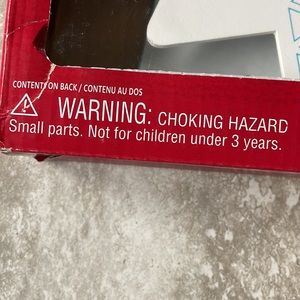 CONTENTS ON BACK / CONTENU AU DOS
WARNING: CHOKING HAZARD
Small parts. Not for children under 3 years.